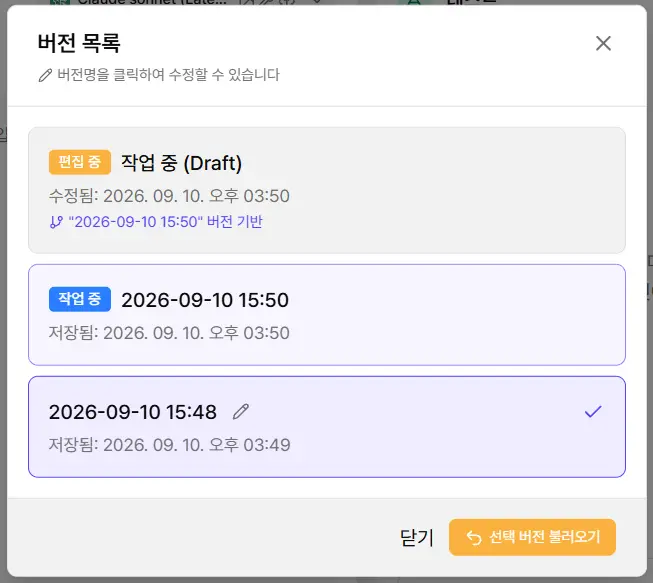 Claude sonnet (Late...
버전 목록
버전명을 클릭하여 수정할 수 있습니다
편집 중 작업 중 (Draft)
수정됨: 2026. 09. 10. 오후 03:50
"2026-09-10 15:50" 버전 기반
작업 중 2026-09-10 15:50
저장됨: 2026. 09. 10. 오후 03:50
2026-09-10 15:48
저장됨: 2026. 09. 10. 오후 03:49
닫기 선택 버전 불러오기